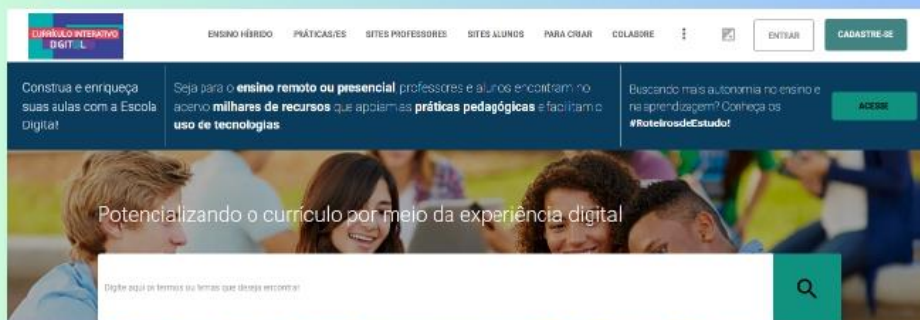 CURRÍCULO INTERATIVO
DIGITAL
ENSINO HÍBRIDO PRÁTICAS/ES SITES PROFESSORES SITES ALUNOS PARA CRIAR COLABORE ENTRAR CADASTRE-SE
Construa e enriqueça
suas aulas com a Escola
Digital!
Seja para o ensino remoto ou presencial professores e alunos encontram no
acervo milhares de recursos que apoiam as práticas pedagógicas e facilitam o
uso de tecnologias
Buscando mais autonomia no ensino e
na aprendizagem? Conheça os
#RoteirosdeEstudo!
ACESSE
Potencializando o currículo por meio da experiência digital
Digite aqui os termos ou temas que deseja encontrar